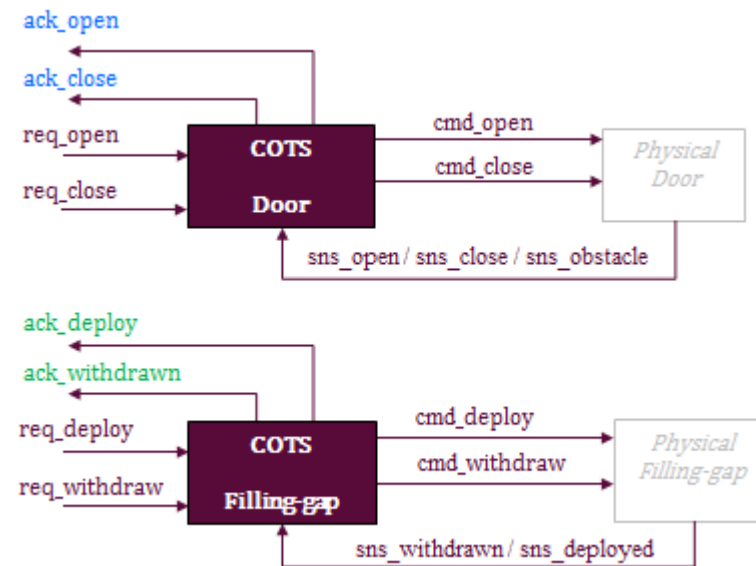 ack_open
ack_close
req_open
req_close
COTS
Door
cmd_open
cmd_close
Physical
Door
sns_open / sns_close / sns_obstacle
ack_deploy
ack_withdrawn
req_deploy
req_withdraw
COTS
Filling-gap
cmd_deploy
cmd_withdraw
Physical
Filling-gap
sns_withdrawn / sns_deployed